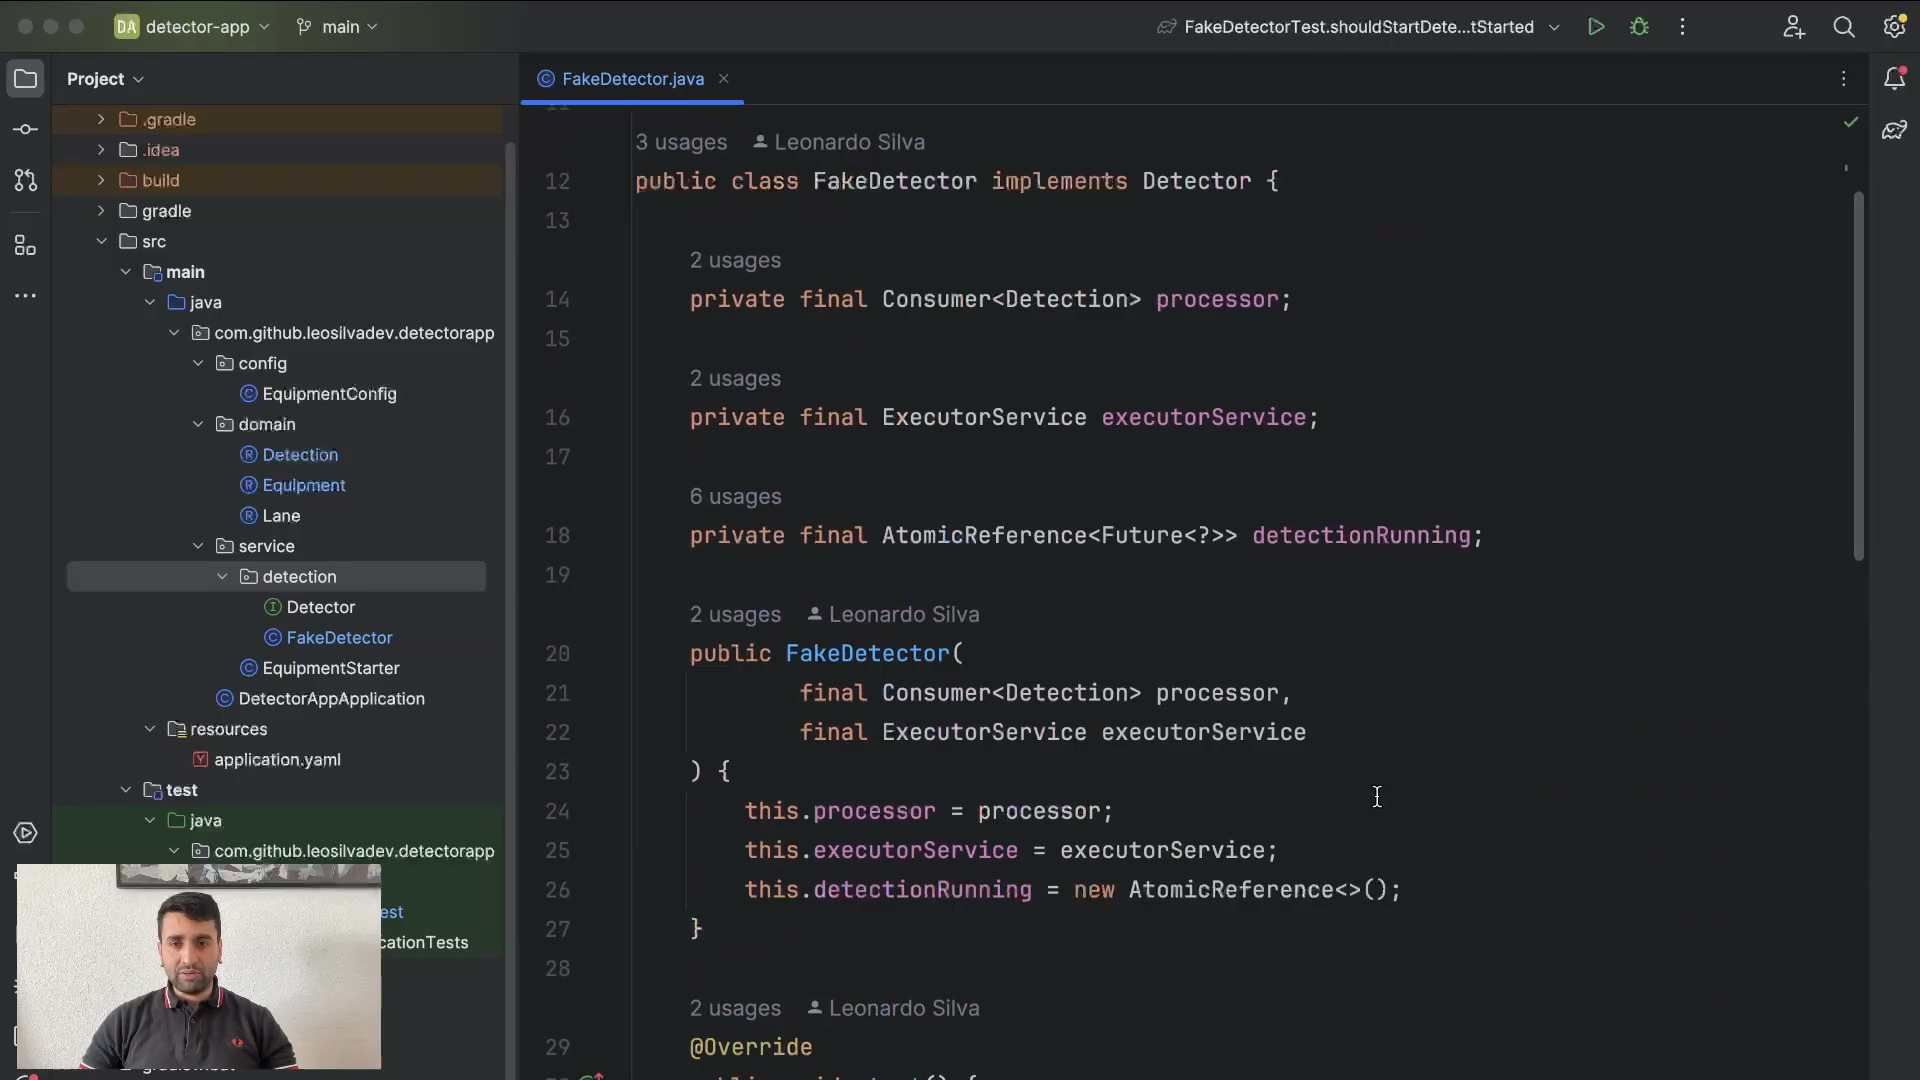 DA detector-app main FakeDetectorTest.shouldStartDete...tStarted
Project
.gradle
.idea
build
gradle
src
main
java
com.github.leosilvadev.detectorapp
config
EquipmentConfig
domain
Detection
Equipment
Lane
service
detection
Detector
FakeDetector
EquipmentStarter
DetectorAppApplication
resources
application.yaml
test
java
com.github.leosilvadev.detectorapp
est
cationTests
FakeDetector.java
11
3 usages Leonardo Silva
12 public class FakeDetector implements Detector {
13
2 usages
14 private final Consumer<Detection> processor;
15
2 usages
16 private final ExecutorService executorService;
17
6 usages
18 private final AtomicReference<Future<?>> detectionRunning;
19
2 usages Leonardo Silva
20 public FakeDetector(
21 final Consumer<Detection> processor,
22 final ExecutorService executorService
23 ) {
24 this.processor = processor;
25 this.executorService = executorService;
26 this.detectionRunning = new AtomicReference<>();
27 }
28
2 usages Leonardo Silva
29 @Override